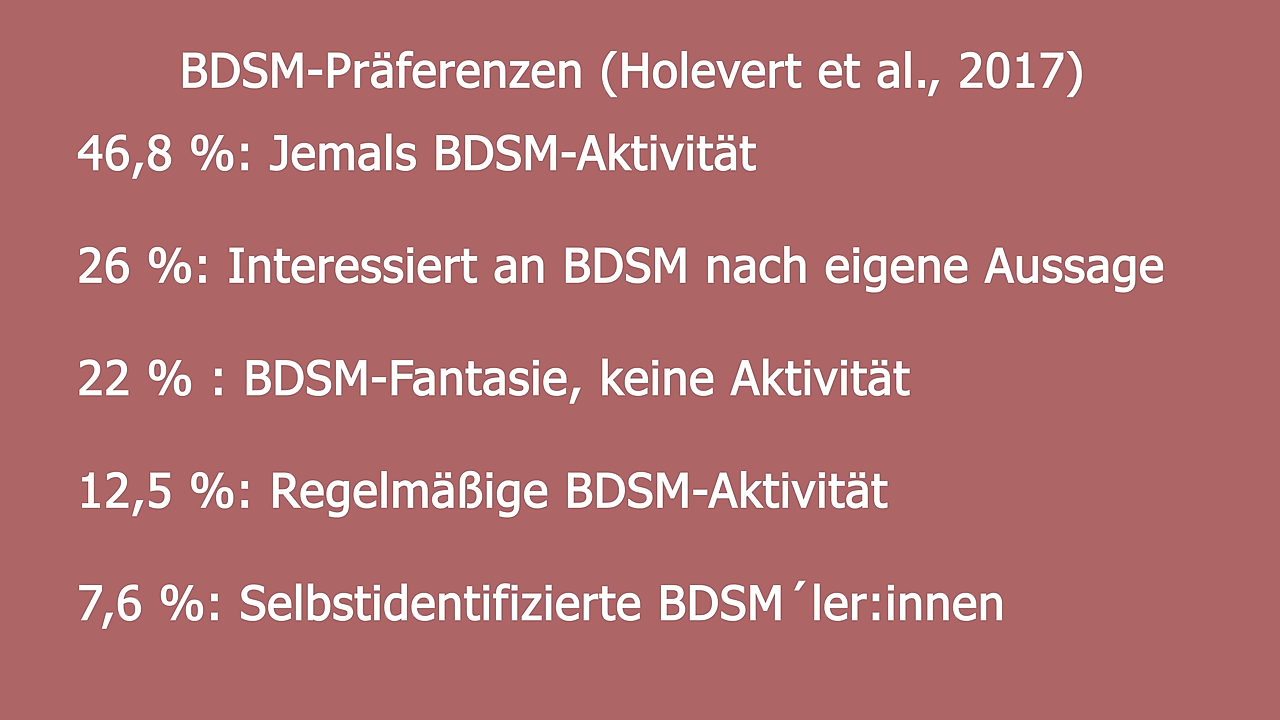 BDSM-Präferenzen (Holevert et al., 2017)
46,8 %: Jemals BDSM-Aktivität
26 %: Interessiert an BDSM nach eigene Aussage
22 % : BDSM-Fantasie, keine Aktivität
12,5 %: Regelmäßige BDSM-Aktivität
7,6 %: Selbstidentifizierte BDSM´ler:innen